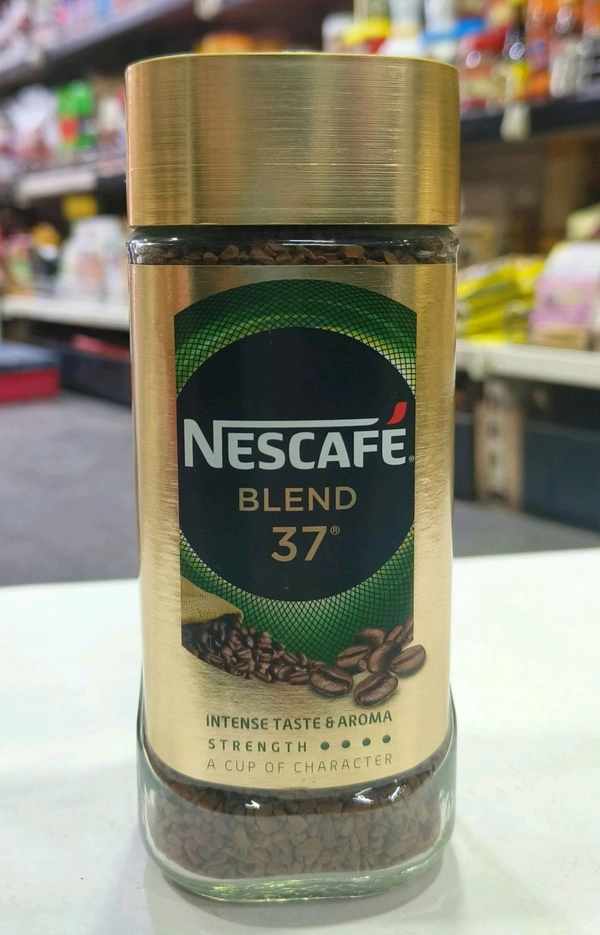 NESCAFÉ®
BLEND
37®
INTENSE TASTE & AROMA
STRENGTH ● ● ● ●
A CUP OF CHARACTER